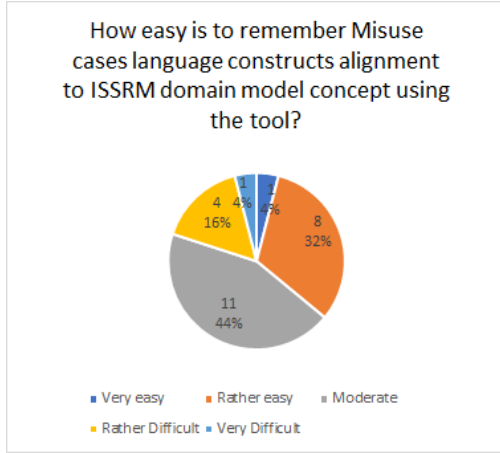 How easy is to remember Misuse
cases language constructs alignment
to ISSRM domain model concept using
the tool?
1
4%
1
4%
4
16%
8
32%
11
44%
Very easy
Rather easy
Moderate
Rather Difficult
Very Difficult